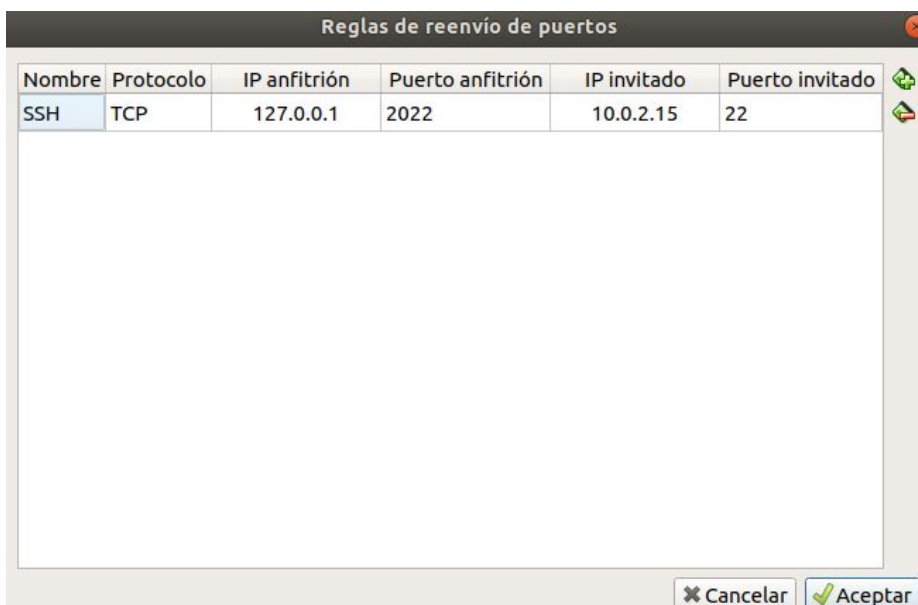 Reglas de reenvío de puertos
Nombre Protocolo IP anfitrión Puerto anfitrión IP invitado Puerto invitado
SSH TCP 127.0.0.1 2022 10.0.2.15 22
Cancelar Aceptar